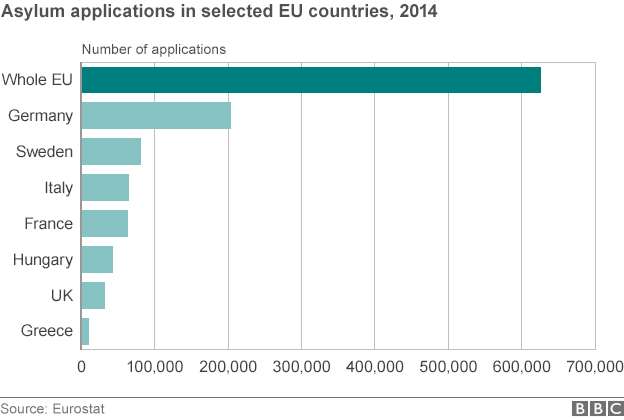 Asylum applications in selected EU countries, 2014
Number of applications
Whole EU
Germany
Sweden
Italy
France
Hungary
UK
Greece
0 100,000 200,000 300,000 400,000 500,000 600,000 700,000
Source: Eurostat BBC